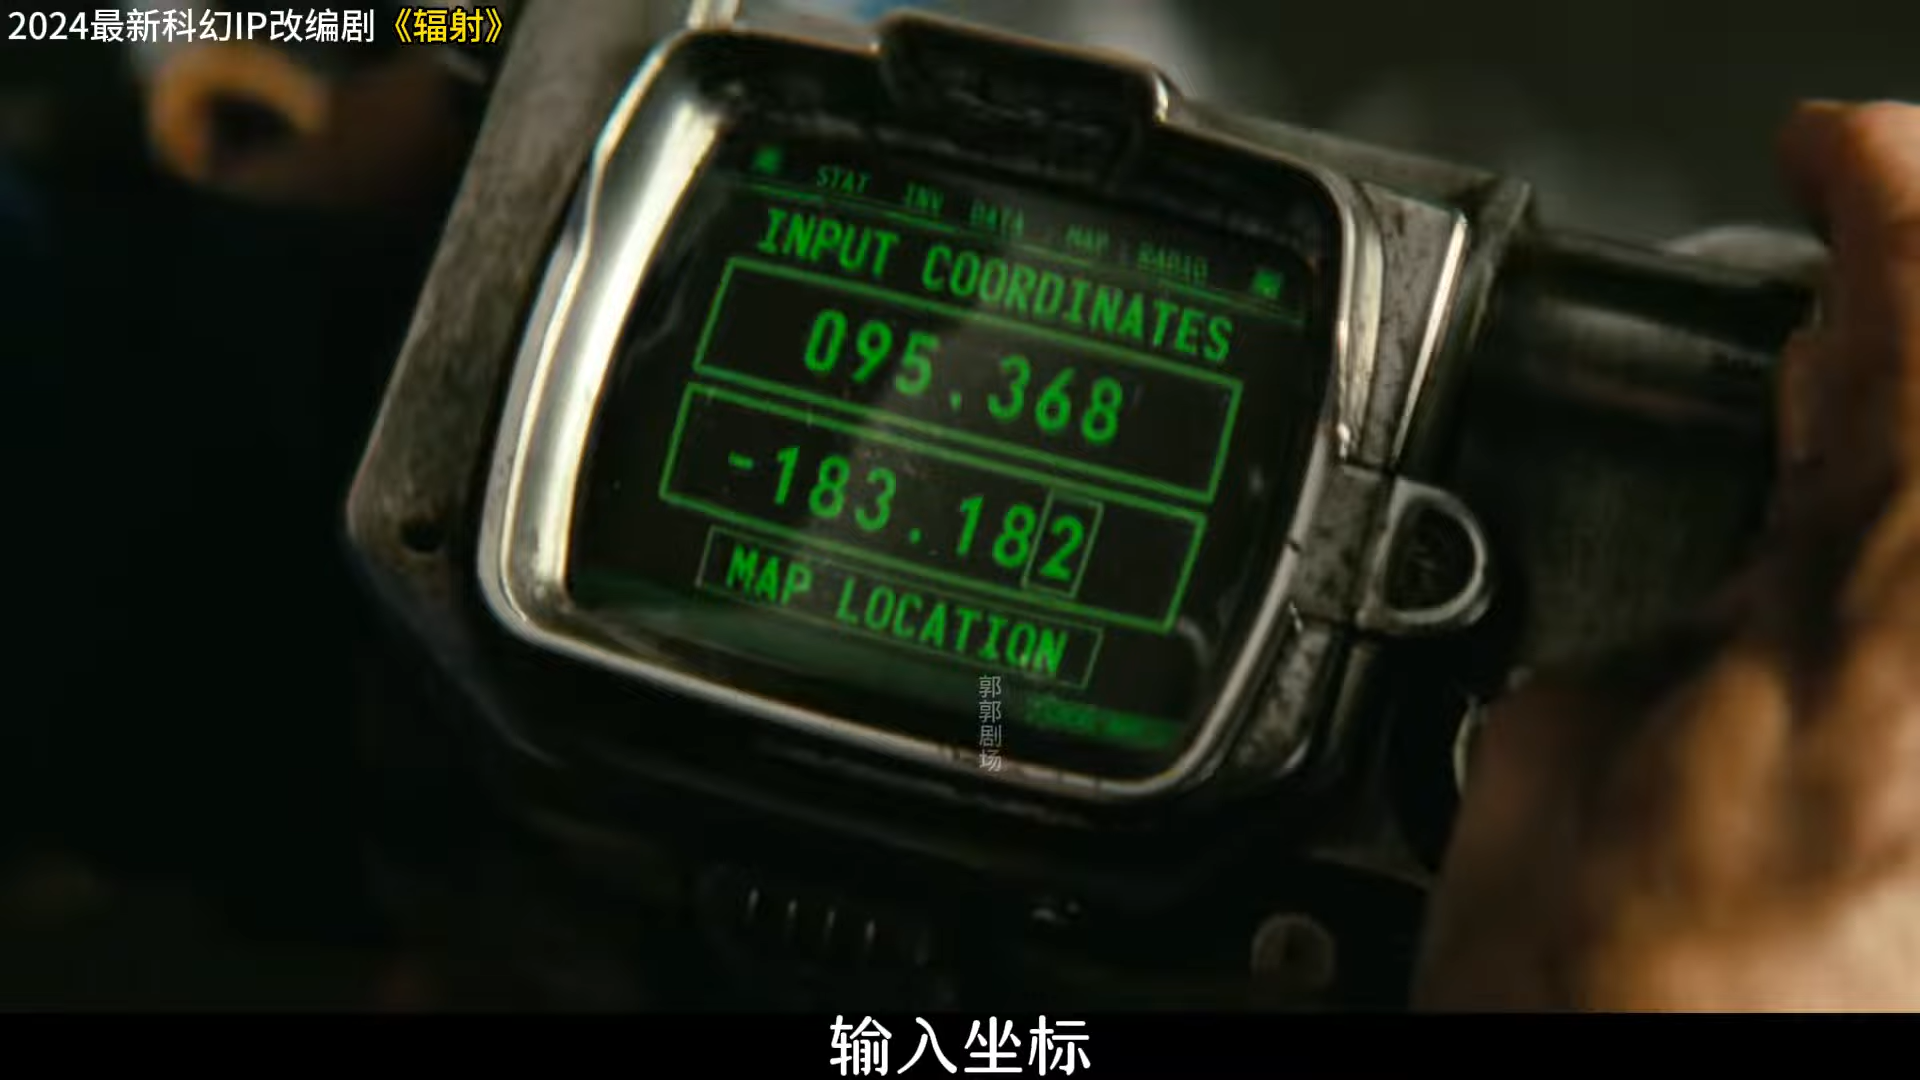 2024最新科幻IP改编剧《辐射》
STAT INV DATA MAP RADIO
INPUT COORDINATES
095.368
-183.182
MAP LOCATION
郭郭剧场
输入坐标